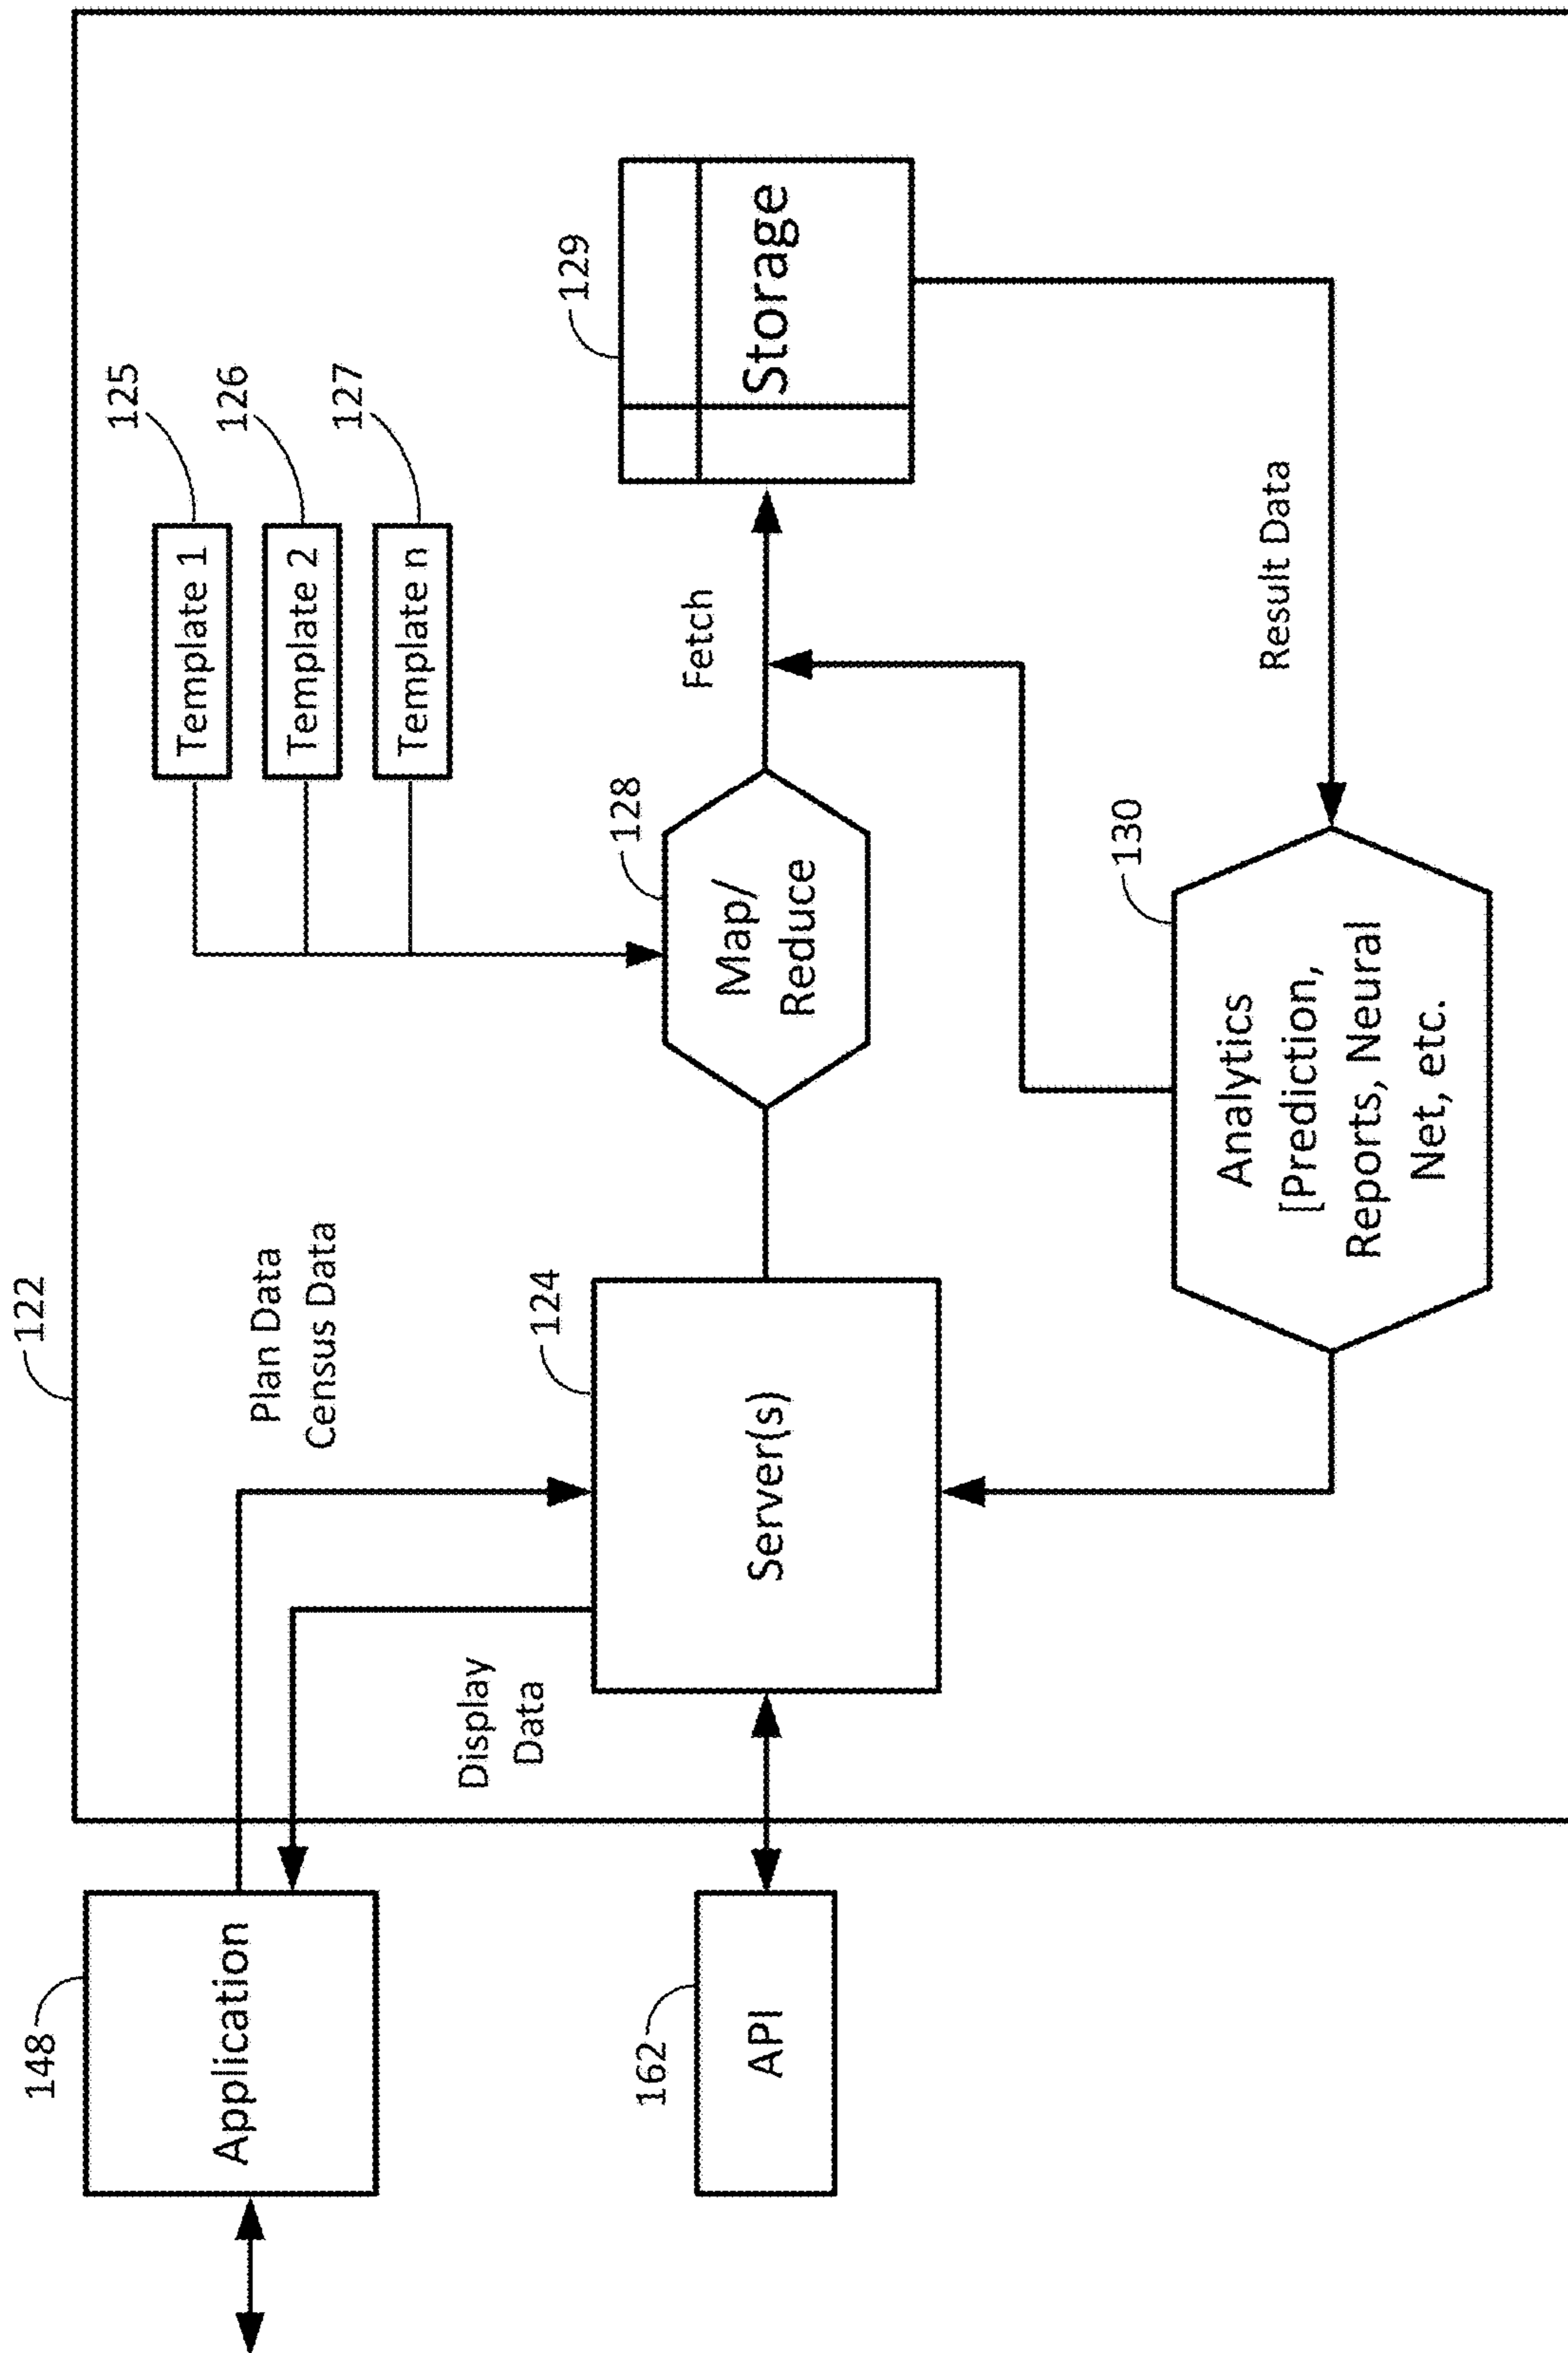 122
148
Application
162
API
Plan Data
Census Data
Display
Data
124
Server(s)
125
Template 1
126
Template 2
127
Template n
128
Map/
Reduce
Fetch
129
Storage
Result Data
130
Analytics
[Prediction,
Reports, Neural
Net, etc.